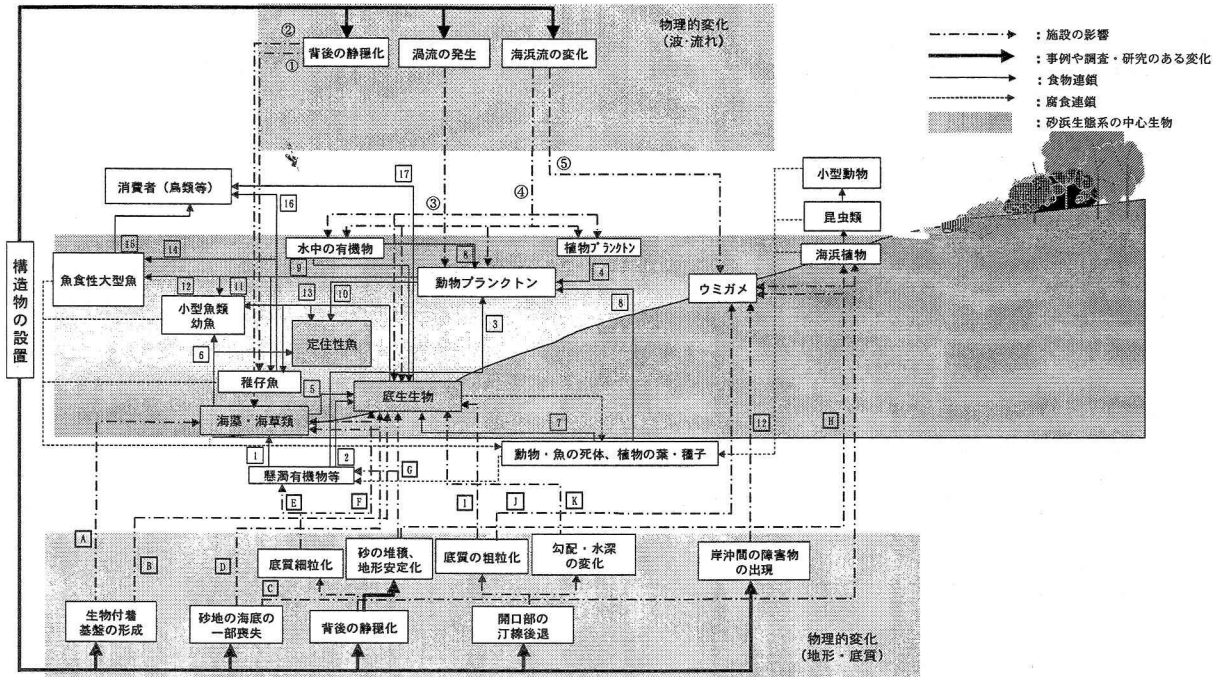 物理的変化
(波・流れ)
②
①
背後の静穏化
渦流の発生
海浜流の変化
：施設の影響
：事例や調査・研究のある変化
：食物連鎖
：腐食連鎖
：砂浜生態系の中心生物
消費者（鳥類等）
17
16
③
④
⑤
小型動物
昆虫類
海浜植物
15
14
水中の有機物
8
植物プランクトン
9
4
魚食性大型魚
12
11
13
10
動物プランクトン
ウミガメ
小型魚類
幼魚
定住性魚
3
8
構造物の設置
6
稚仔魚
5
底生生物
海藻・海草類
7
12
H
1
2
動物・魚の死体、植物の葉・種子
懸濁有機物等
G
E
F
I
J
K
A
B
D
C
底質細粒化
砂の堆積、
地形安定化
底質の粗粒化
勾配・水深
の変化
岸沖間の障害物
の出現
生物付着
基盤の形成
砂地の海底の
一部喪失
背後の静穏化
開口部の
汀線後退
物理的変化
(地形・底質)